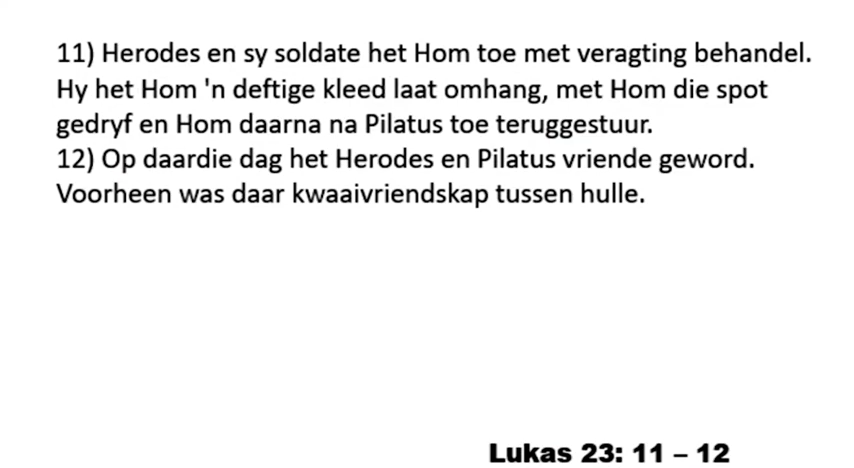 11) Herodes en sy soldate het Hom toe met veragting behandel.
Hy het Hom 'n deftige kleed laat omhang, met Hom die spot
gedryf en Hom daarna na Pilatus toe teruggestuur.
12) Op daardie dag het Herodes en Pilatus vriende geword.
Voorheen was daar kwaaivriendskap tussen hulle.
Lukas 23: 11 – 12